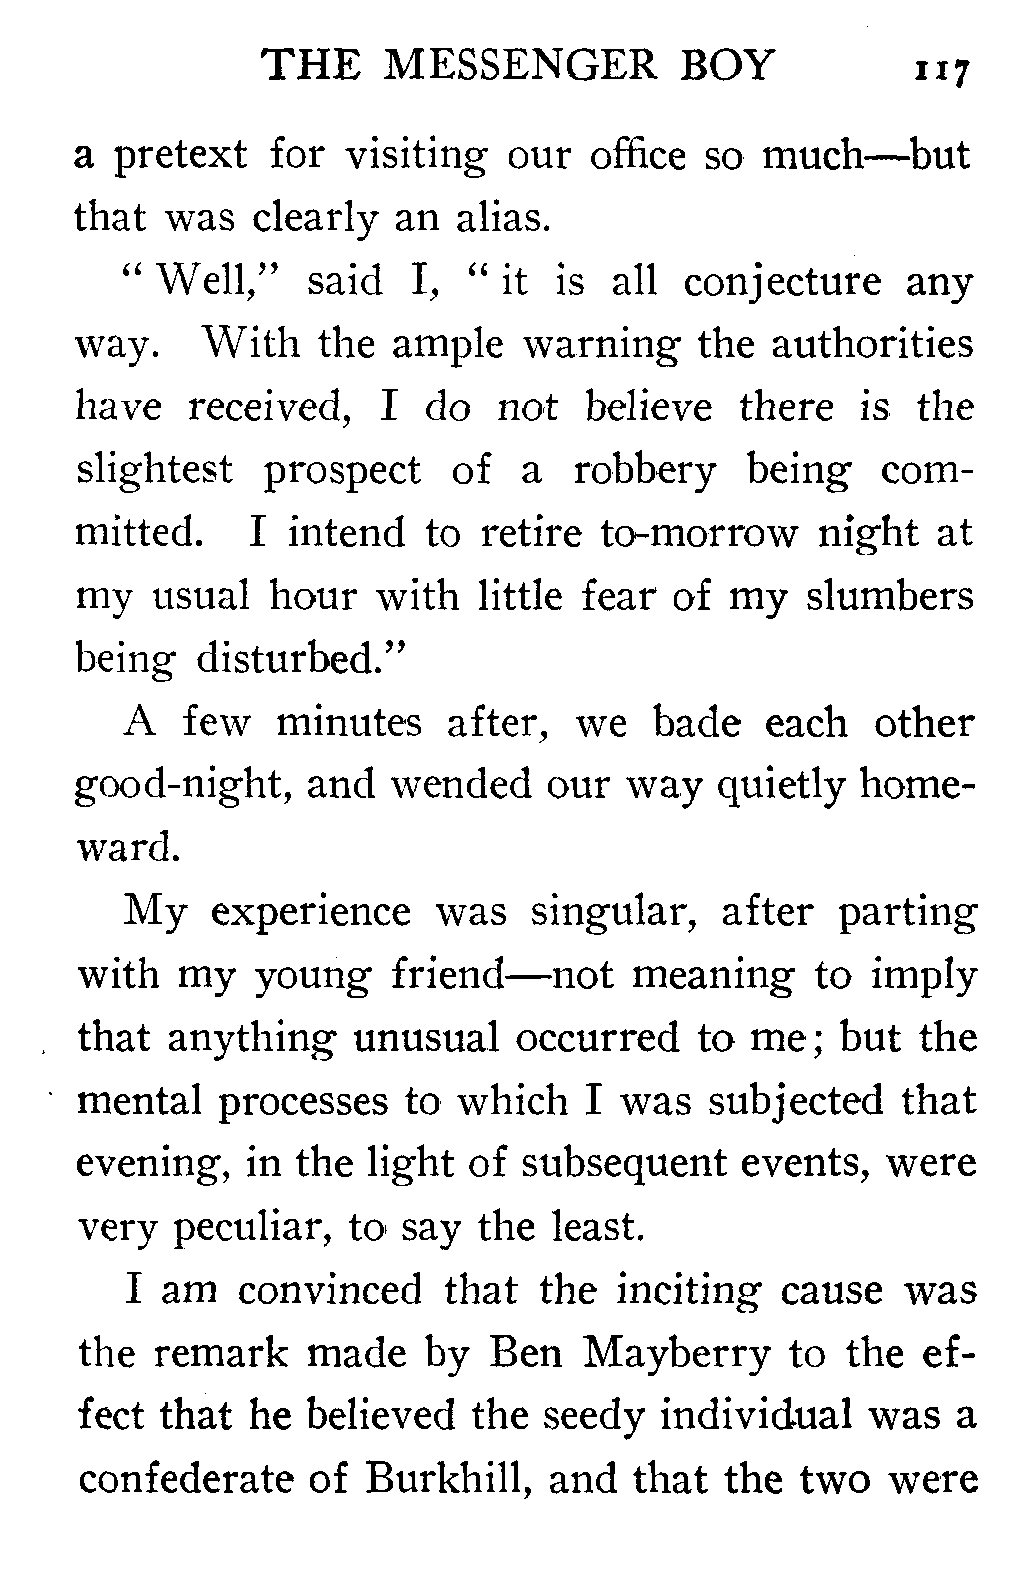 THE MESSENGER BOY 117
a pretext for visiting our office so much—but
that was clearly an alias.
“ Well,” said I, “ it is all conjecture any
way. With the ample warning the authorities
have received, I do not believe there is the
slightest prospect of a robbery being com-
mitted. I intend to retire to-morrow night at
my usual hour with little fear of my slumbers
being disturbed.”
A few minutes after, we bade each other
good-night, and wended our way quietly home-
ward.
My experience was singular, after parting
with my young friend—not meaning to imply
that anything unusual occurred to me; but the
mental processes to which I was subjected that
evening, in the light of subsequent events, were
very peculiar, to say the least.
I am convinced that the inciting cause was
the remark made by Ben Mayberry to the ef-
fect that he believed the seedy individual was a
confederate of Burkhill, and that the two were